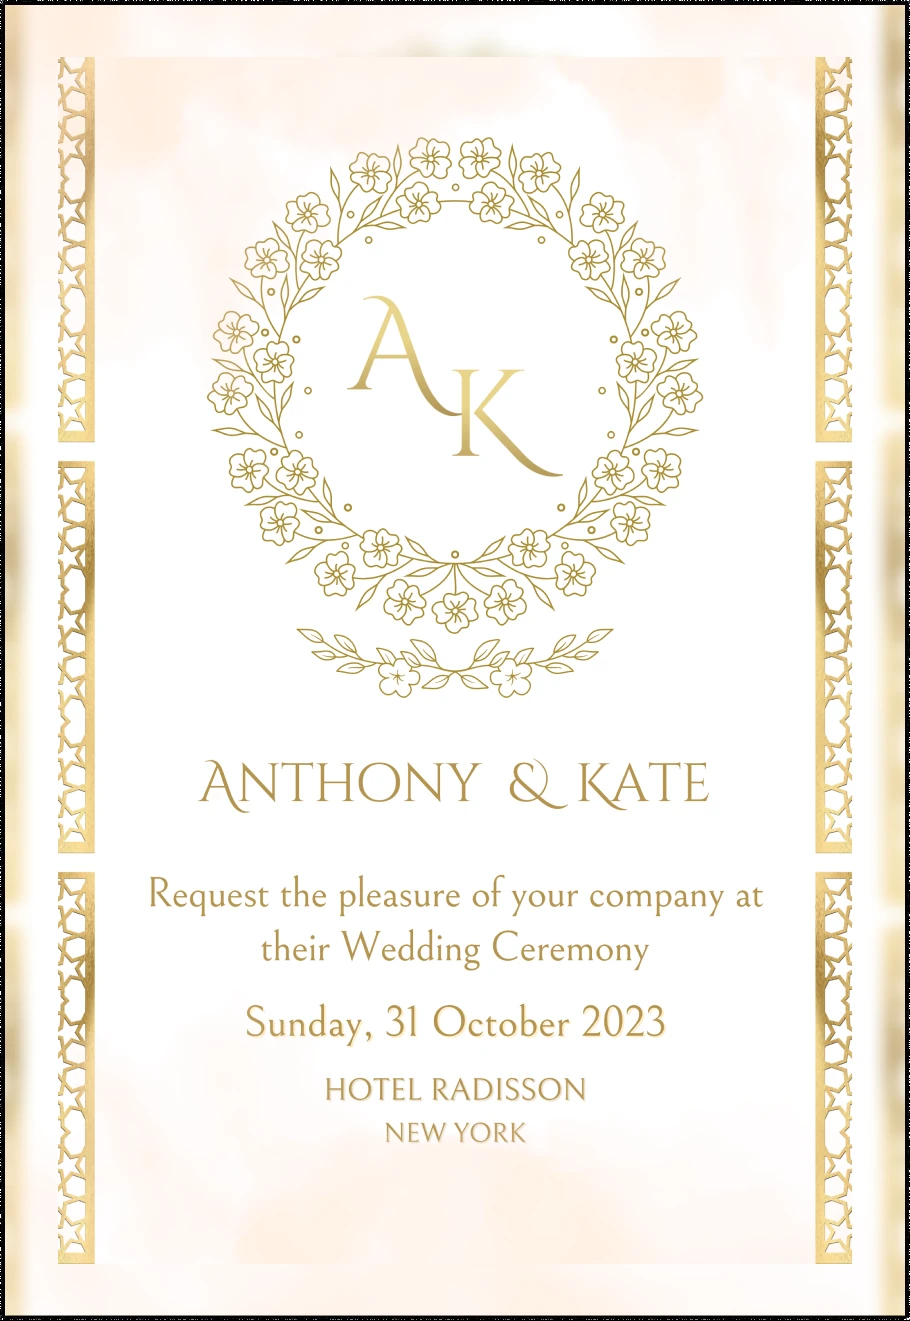 A
K
ANTHONY & KATE
Request the pleasure of your company at
their Wedding Ceremony
Sunday, 31 October 2023
HOTEL RADISSON
NEW YORK